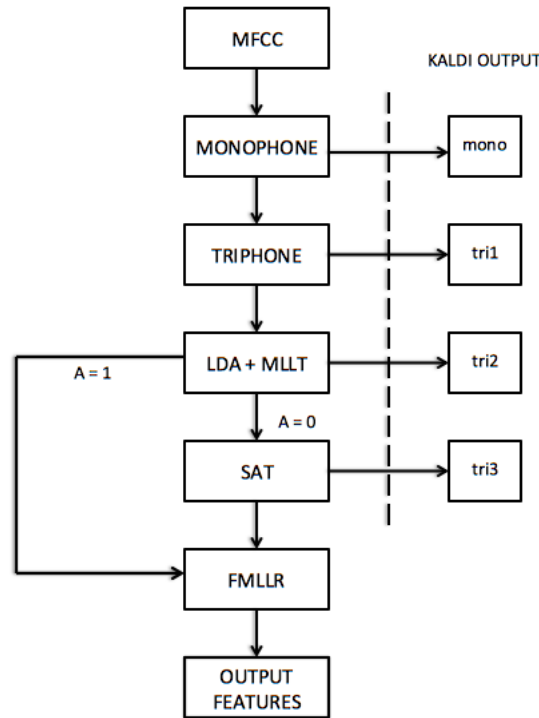 MFCC
KALDI OUTPUT
MONOPHONE
mono
TRIPHONE
tri1
LDA + MLLT
tri2
A = 1
A = 0
SAT
tri3
FMLLR
OUTPUT
FEATURES